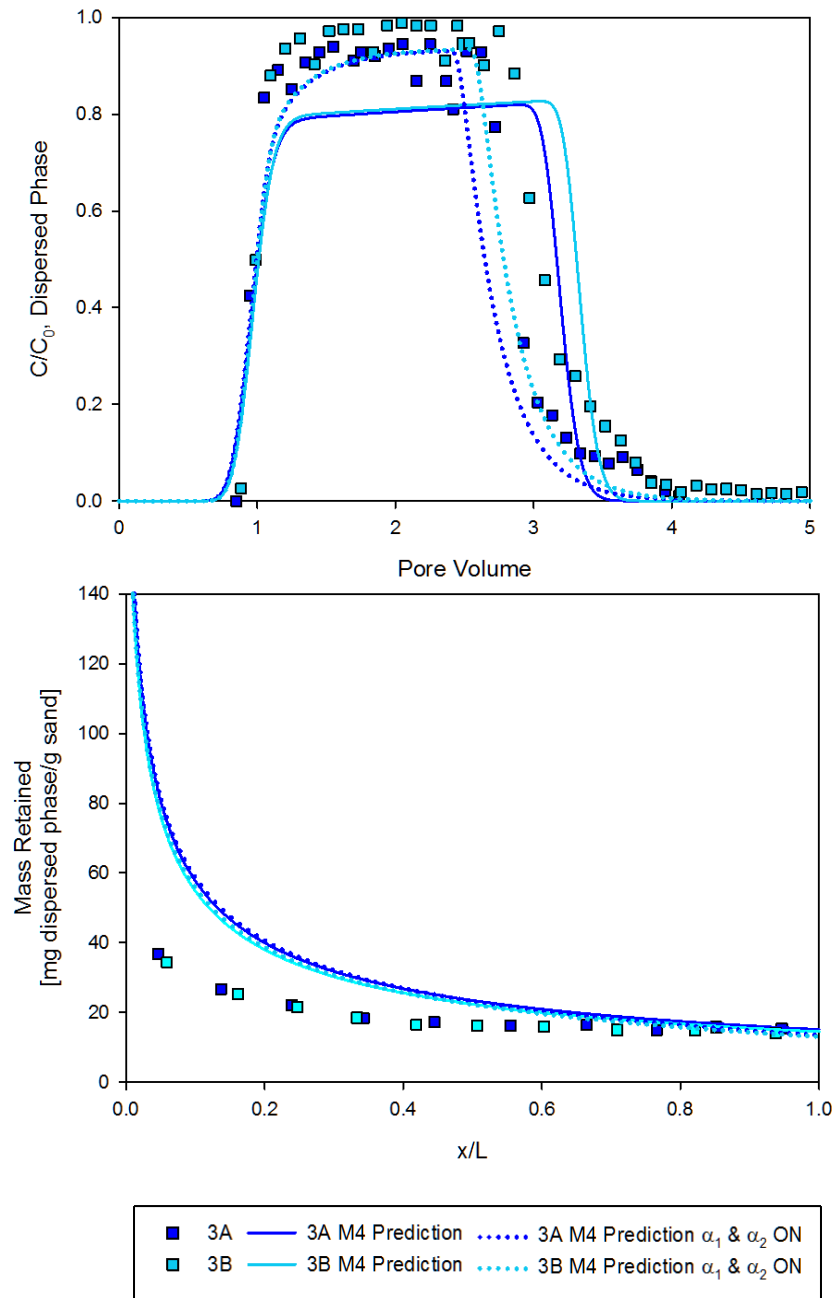 1.0
0.8
0.6
0.4
0.2
0.0
C/C₀, Dispersed Phase
0 1 2 3 4 5
Pore Volume
140
120
100
80
60
40
20
0
Mass Retained
[mg dispersed phase/g sand]
0.0 0.2 0.4 0.6 0.8 1.0
x/L
3A 3A M4 Prediction 3A M4 Prediction α₁ & α₂ ON
3B 3B M4 Prediction 3B M4 Prediction α₁ & α₂ ON